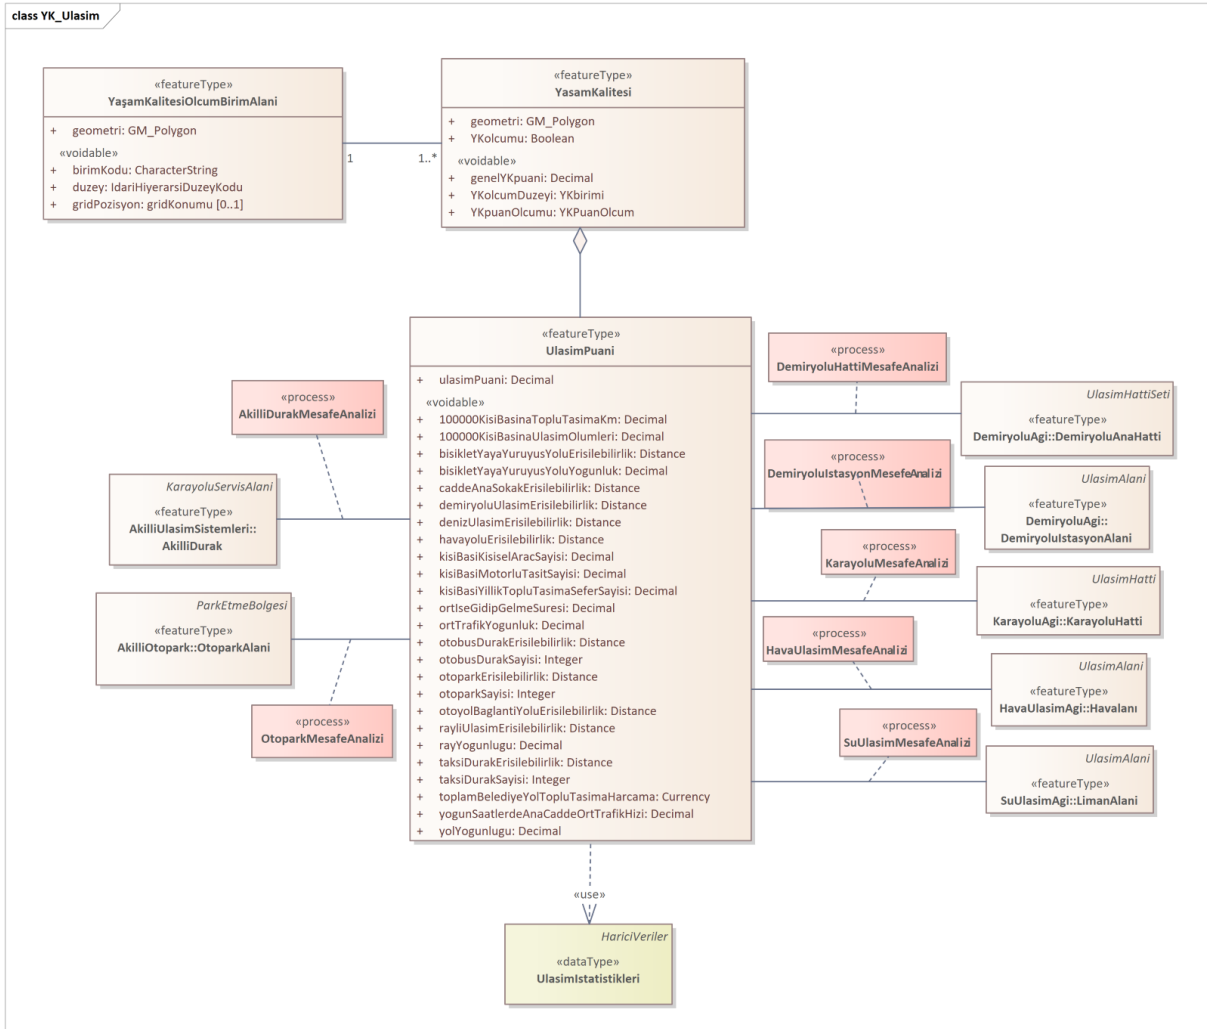 class YK_Ulasim
«featureType»
YaşamKalitesiOlcumBirimAlani
+ geometri: GM_Polygon
«voidable»
+ birimKodu: CharacterString
+ duzey: IdariHiyerarsiDuzeyKodu
+ gridPozisyon: gridKonumu [0..1]
1
1..*
«featureType»
YasamKalitesi
+ geometri: GM_Polygon
+ YKolcumu: Boolean
«voidable»
+ genelYKpuani: Decimal
+ YKolcumDuzeyi: YKbirimi
+ YKpuanOlcumu: YKPuanOlcum
«featureType»
UlasimPuani
+ ulasimPuani: Decimal
«voidable»
+ 100000KisiBasinaTopluTasimaKm: Decimal
+ 100000KisiBasinaUlasimOlumleri: Decimal
+ bisikletYayaYuruyusYoluErisilebilirlik: Distance
+ bisikletYayaYuruyusYoluYogunluk: Decimal
+ caddeAnaSokakErisilebilirlik: Distance
+ demiryoluUlasimErisilebilirlik: Distance
+ denizUlasimErisilebilirlik: Distance
+ havayoluErisilebilirlik: Distance
+ kisiBasiKisiselAracSayisi: Decimal
+ kisiBasiMotorluTasitSayisi: Decimal
+ kisiBasiYillikTopluTasimaSeferSayisi: Decimal
+ ortIseGidipGelmeSuresi: Decimal
+ ortTrafikYogunluk: Decimal
+ otobusDurakErisilebilirlik: Distance
+ otobusDurakSayisi: Integer
+ otoparkErisilebilirlik: Distance
+ otoparkSayisi: Integer
+ otoyolBaglantiYoluErisilebilirlik: Distance
+ rayliUlasimErisilebilirlik: Distance
+ rayYogunlugu: Decimal
+ taksiDurakErisilebilirlik: Distance
+ taksiDurakSayisi: Integer
+ toplamBelediyeYolTopluTasimaHarcama: Currency
+ yogunSaatlerdeAnaCaddeOrtTrafikHizi: Decimal
+ yolYogunlugu: Decimal
«process»
AkilliDurakMesafeAnalizi
KarayoluServisAlani
«featureType»
AkilliUlasimSistemleri::
AkilliDurak
ParkEtmeBolgesi
«featureType»
AkilliOtopark::OtoparkAlani
«process»
OtoparkMesafeAnalizi
«process»
DemiryoluHattiMesafeAnalizi
UlasimHattiSeti
«featureType»
DemiryoluAgi::DemiryoluAnaHatti
«process»
DemiryoluIstasyonMesefeAnalizi
UlasimAlani
«featureType»
DemiryoluAgi::
DemiryoluIstasyonAlani
«process»
KarayoluMesafeAnalizi
UlasimHatti
«featureType»
KarayoluAgi::KarayoluHatti
«process»
HavaUlasimMesafeAnalizi
UlasimAlani
«featureType»
HavaUlasimAgi::Havalanı
«process»
SuUlasimMesafeAnalizi
UlasimAlani
«featureType»
SuUlasimAgi::LimanAlani
«use»
HariciVeriler
«dataType»
UlasimIstatistikleri